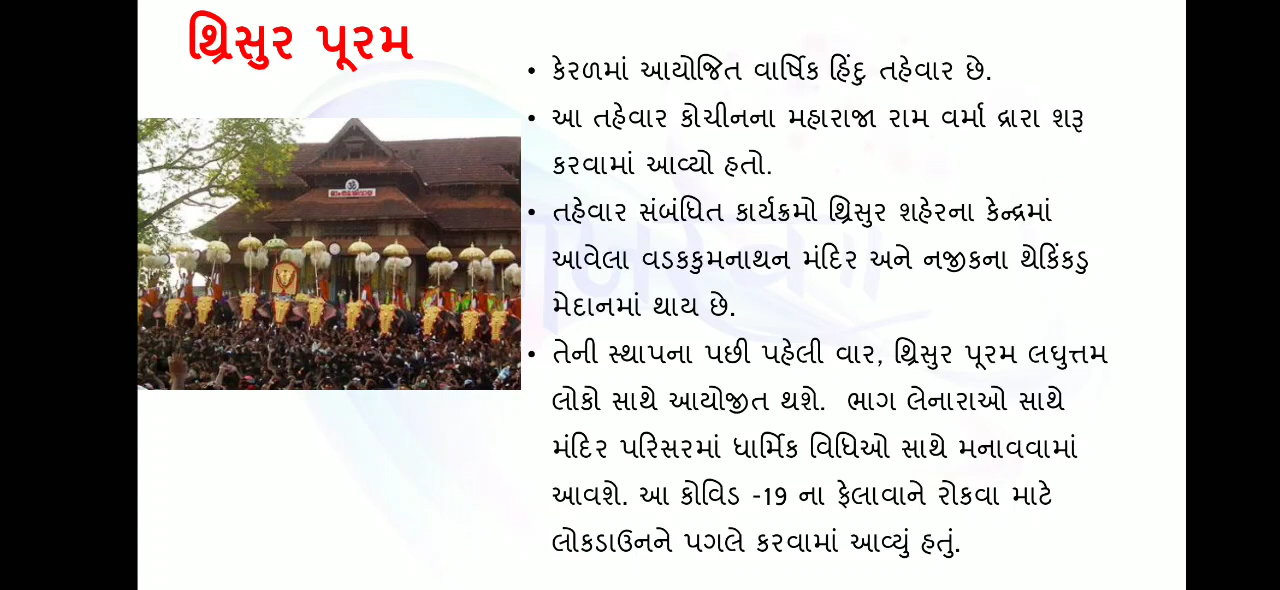 થ્રિસુર પૂરમ
• કેરળમાં આયોજિત વાર્ષિક હિંદુ તહેવાર છે.
• આ તહેવાર કોચીનના મહારાજા રામ વર્મા દ્રારા શરૂ
કરવામાં આવ્યો હતો.
• તહેવાર સંબંધિત કાર્યક્રમો થ્રિસુર શહેરના કેન્દ્રમાં
આવેલા વડકકુમનાથન મંદિર અને નજીકના થેકિંકડુ
મેદાનમાં થાય છે.
• તેની સ્થાપના પછી પહેલી વાર, થ્રિસુર પૂરમ લઘુત્તમ
લોકો સાથે આયોજીત થશે. ભાગ લેનારાઓ સાથે
મંદિર પરિસરમાં ધાર્મિક વિધિઓ સાથે મનાવવામાં
આવશે. આ કોવિડ -19 ના ફેલાવાને રોકવા માટે
લોકડાઉનને પગલે કરવામાં આવ્યું હતું.